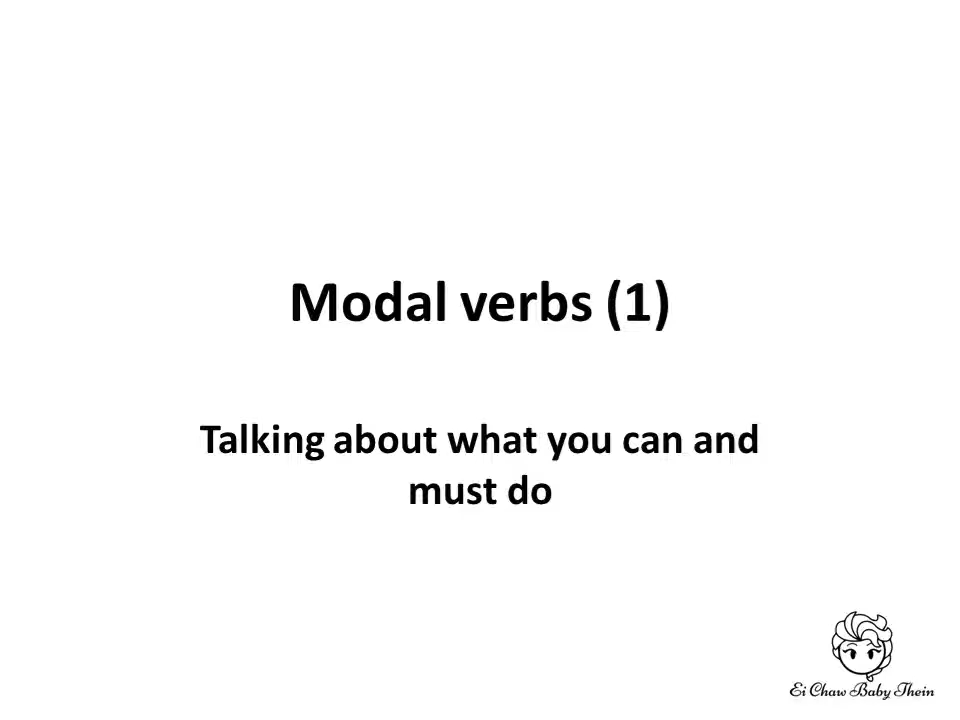 Modal verbs (1)
Talking about what you can and
must do
Ei Chaw Baby Thein